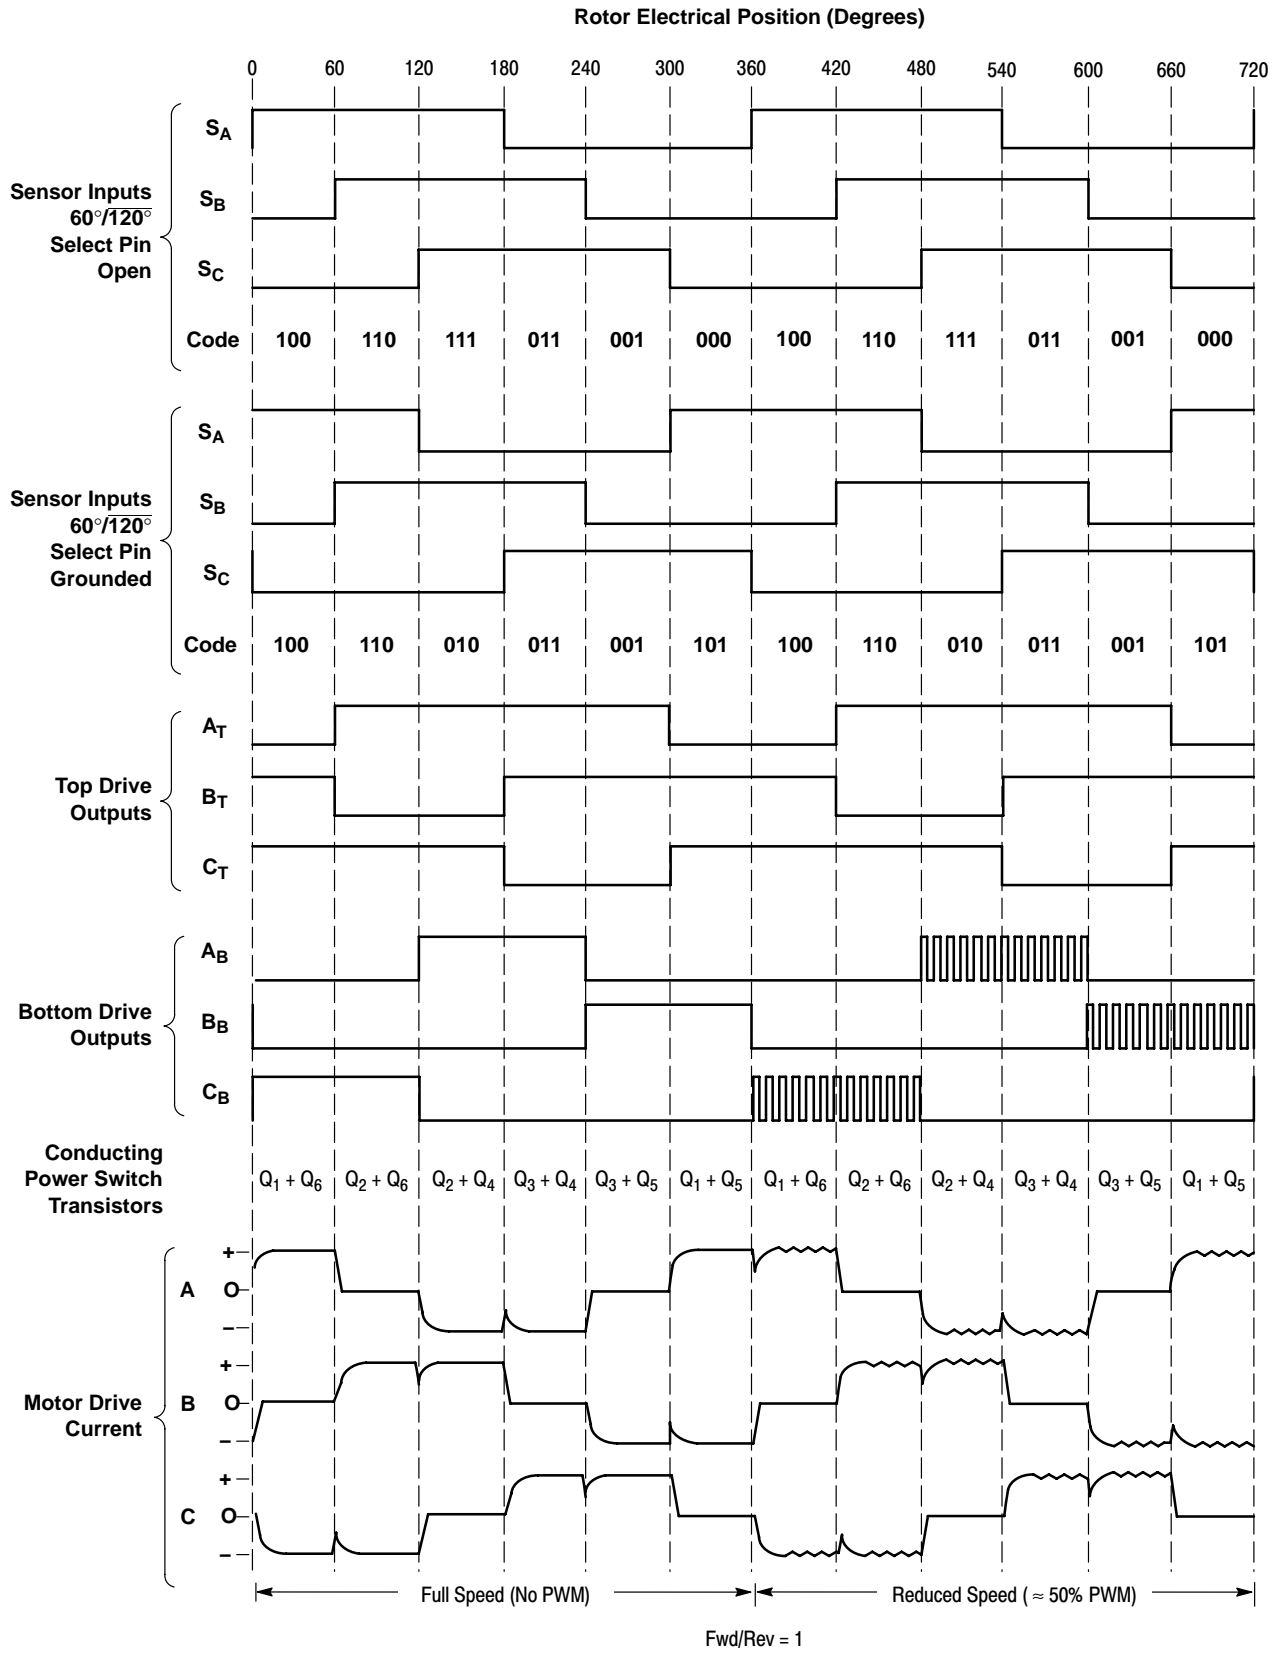 Rotor Electrical Position (Degrees)
0 60 120 180 240 300 360 420 480 540 600 660 720
Sensor Inputs
60°/120°
Select Pin
Open
SA
SB
SC
Code 100 110 111 011 001 000 100 110 111 011 001 000
Sensor Inputs
60°/120°
Select Pin
Grounded
SA
SB
SC
Code 100 110 010 011 001 101 100 110 010 011 001 101
Top Drive
Outputs
AT
BT
CT
Bottom Drive
Outputs
AB
BB
CB
Conducting
Power Switch
Transistors
Q1 + Q6 Q2 + Q6 Q2 + Q4 Q3 + Q4 Q3 + Q5 Q1 + Q5 Q1 + Q6 Q2 + Q6 Q2 + Q4 Q3 + Q4 Q3 + Q5 Q1 + Q5
Motor Drive
Current
+
A O
−
+
B O
−
+
C O
−
Full Speed (No PWM) Reduced Speed ( ≈ 50% PWM)
Fwd/Rev = 1